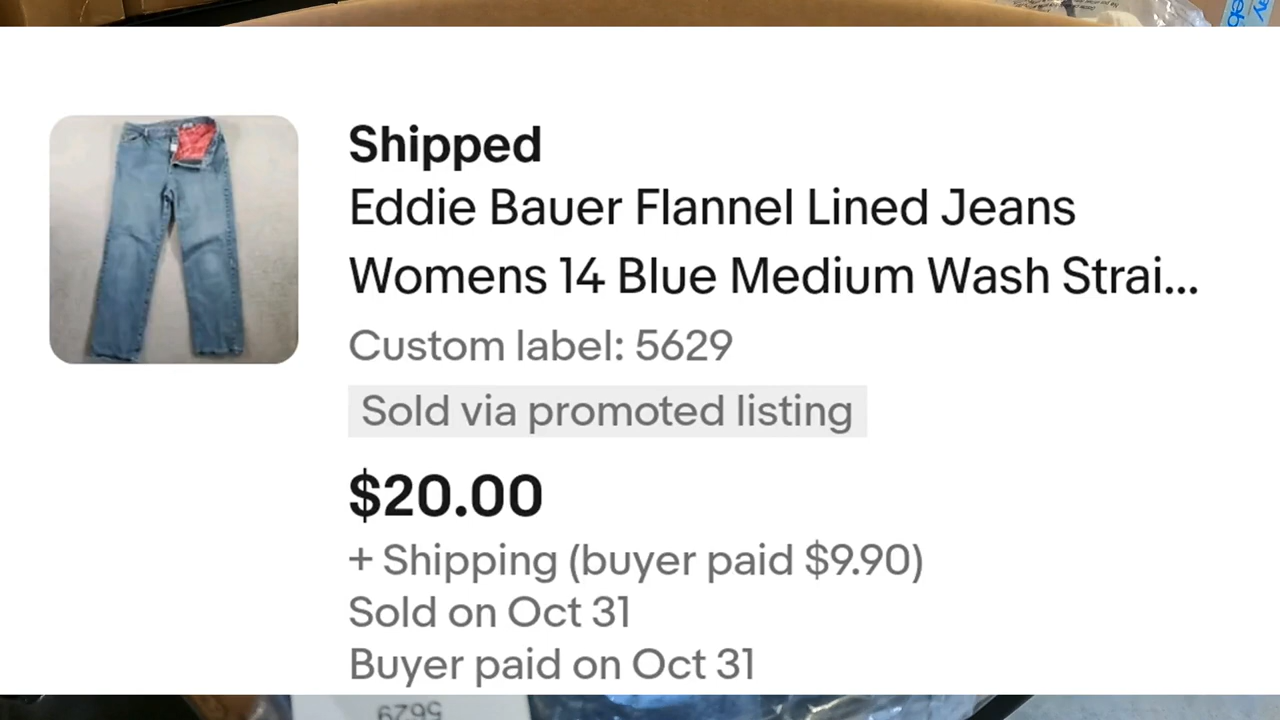 Shipped
Eddie Bauer Flannel Lined Jeans
Womens 14 Blue Medium Wash Strai...
Custom label: 5629
Sold via promoted listing
$20.00
+ Shipping (buyer paid $9.90)
Sold on Oct 31
Buyer paid on Oct 31
5629